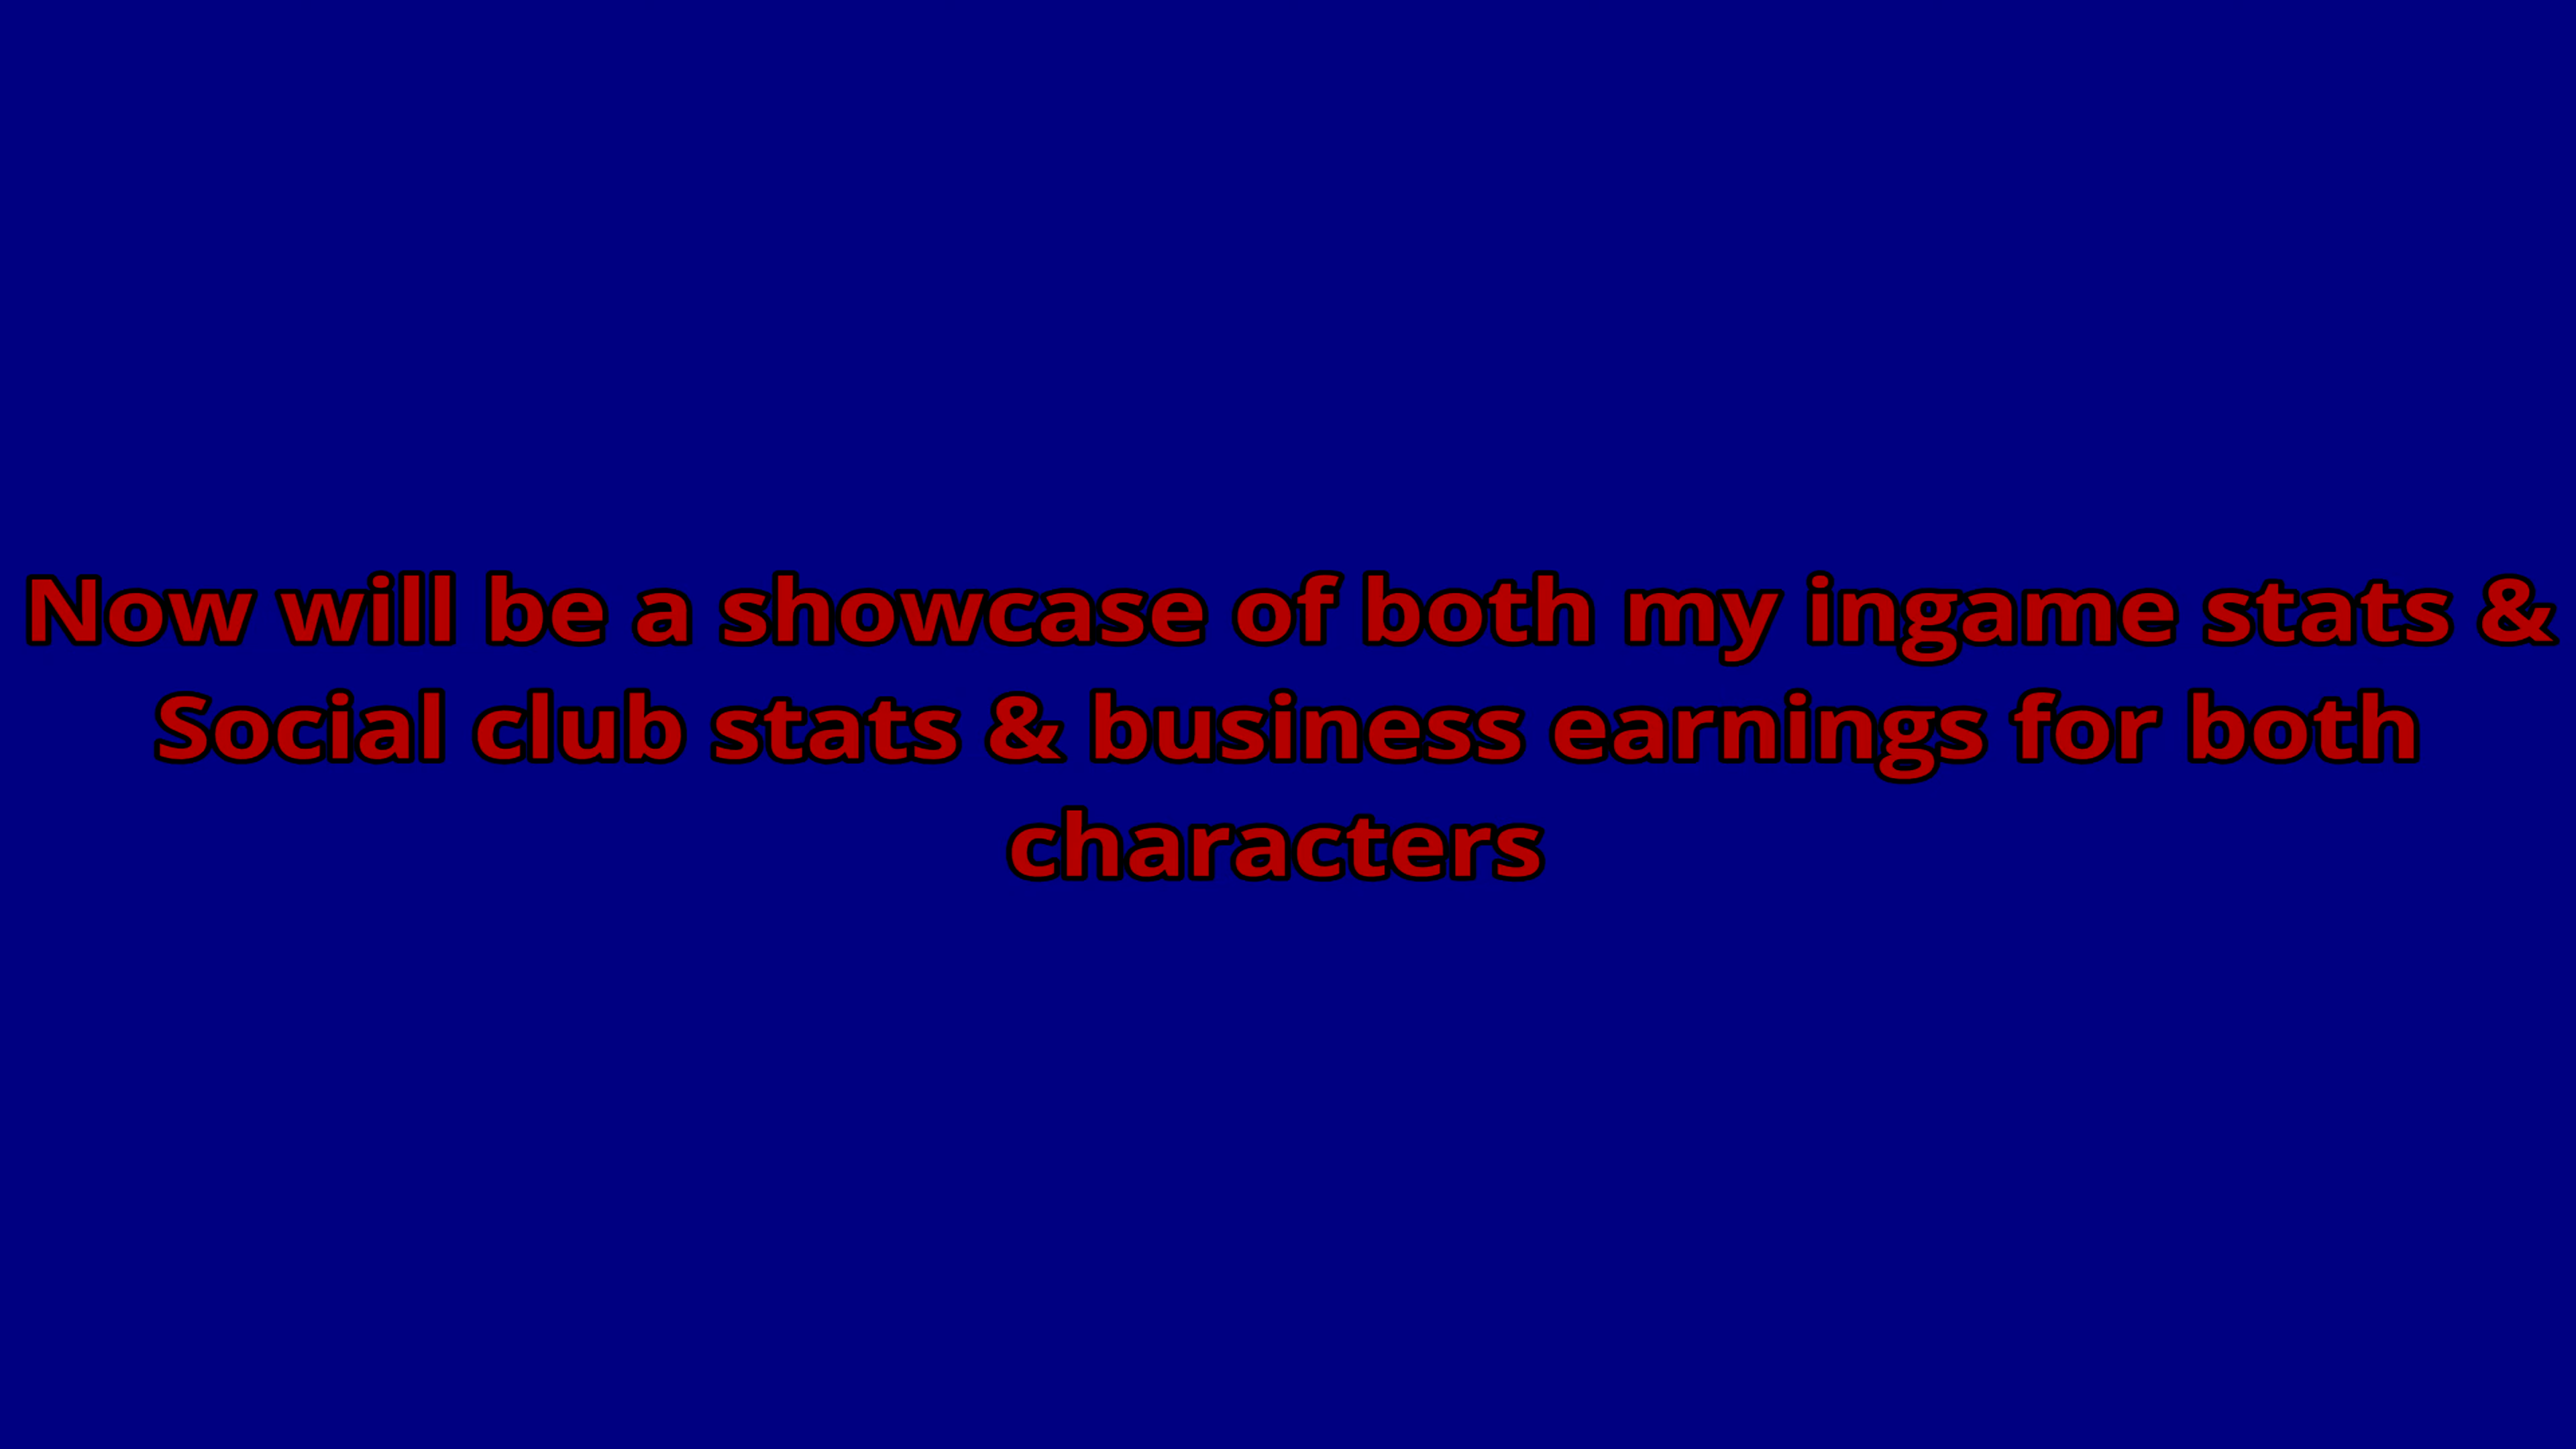 Now will be a showcase of both my ingame stats &
Social club stats & business earnings for both
characters